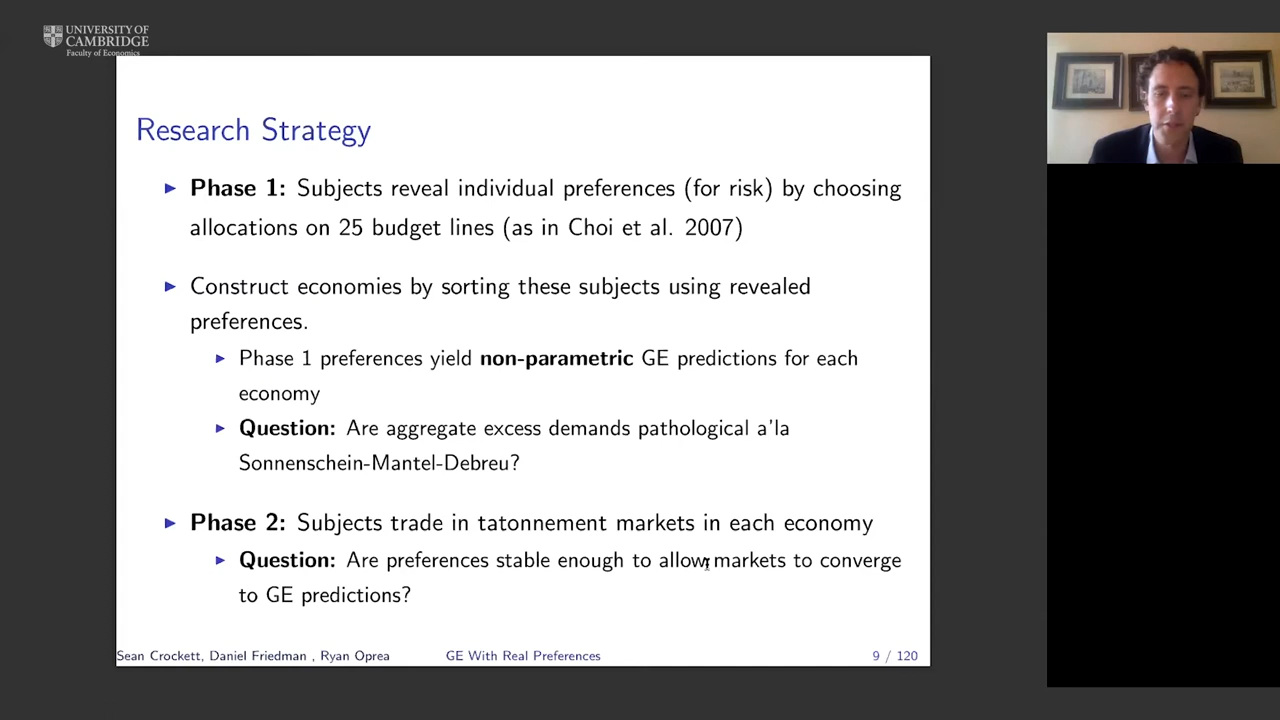 UNIVERSITY OF
CAMBRIDGE
Faculty of Economics
Research Strategy
Phase 1: Subjects reveal individual preferences (for risk) by choosing
allocations on 25 budget lines (as in Choi et al. 2007)
Construct economies by sorting these subjects using revealed
preferences.
Phase 1 preferences yield non-parametric GE predictions for each
economy
Question: Are aggregate excess demands pathological a'la
Sonnenschein-Mantel-Debreu?
Phase 2: Subjects trade in tatonnement markets in each economy
Question: Are preferences stable enough to allow markets to converge
to GE predictions?
Sean Crockett, Daniel Friedman , Ryan Oprea GE With Real Preferences 9 / 120